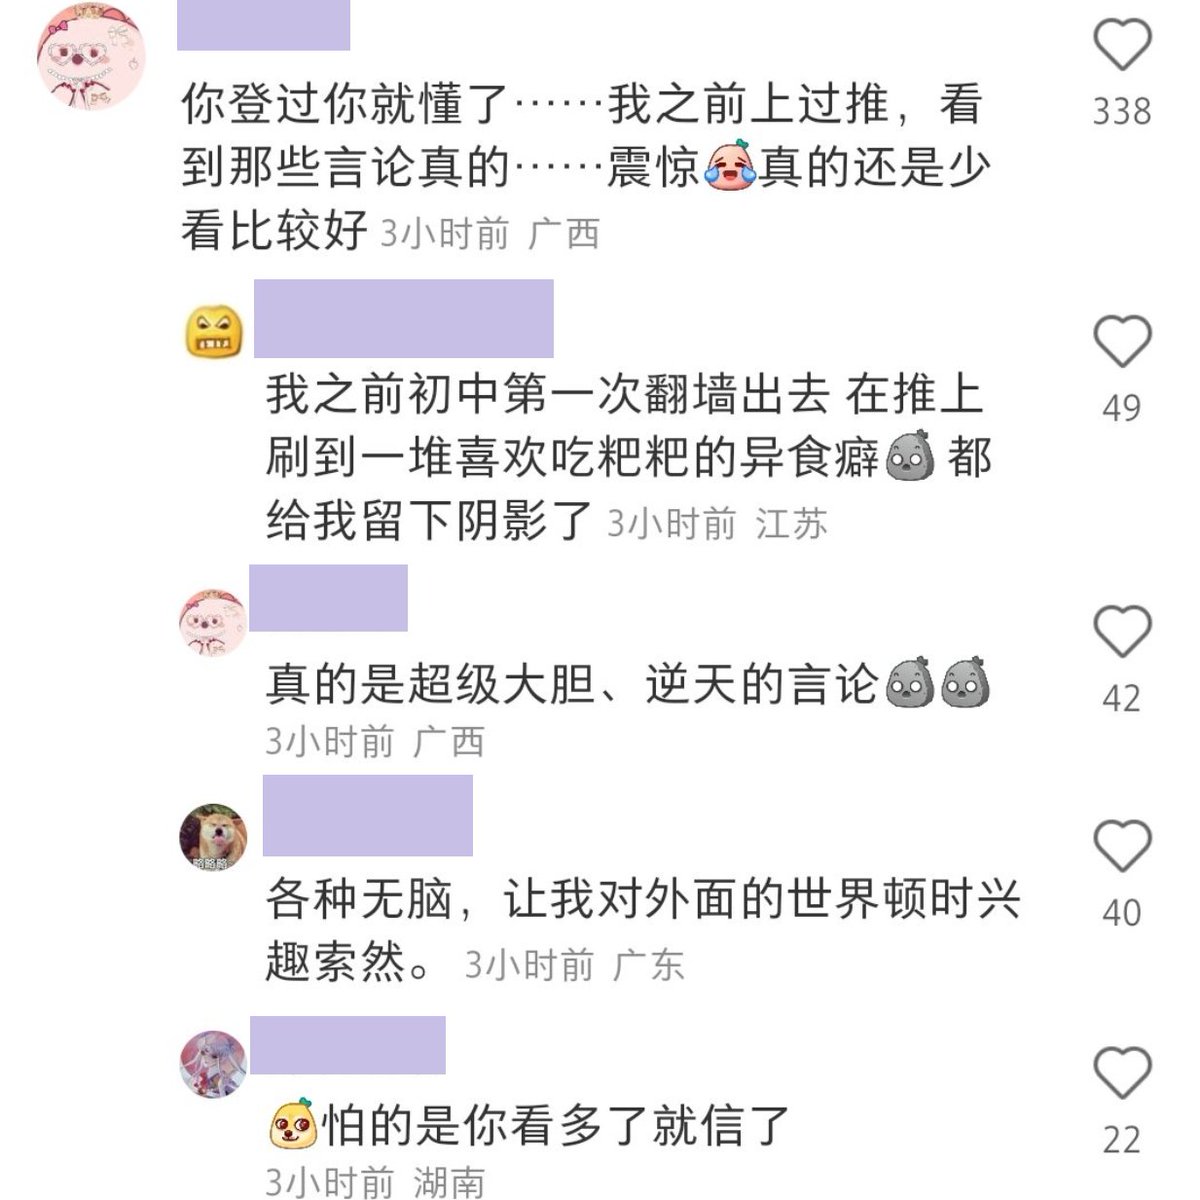 338
你登过你就懂了……我之前上过推，看
到那些言论真的……震惊真的还是少
看比较好 3小时前 广西
49
我之前初中第一次翻墙出去 在推上
刷到一堆喜欢吃粑粑的异食癖 都
给我留下阴影了 3小时前 江苏
42
真的是超级大胆、逆天的言论
3小时前 广西
略略略~
40
各种无脑，让我对外面的世界顿时兴
趣索然。 3小时前 广东
22
怕的是你看多了就信了
3小时前 湖南